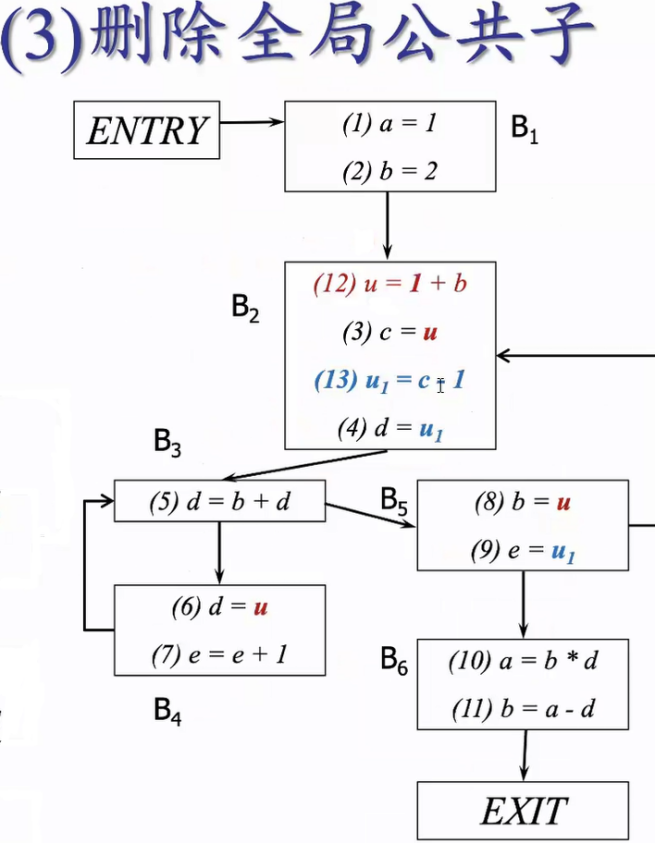 (3)删除全局公共子
ENTRY
(1) a = 1
B1
(2) b = 2
(12) u = 1 + b
B2
(3) c = u
(13) u1 = c - 1
(4) d = u1
B3
(5) d = b + d
B5
(8) b = u
(9) e = u1
(6) d = u
(7) e = e + 1
B6
(10) a = b * d
(11) b = a - d
B4
EXIT